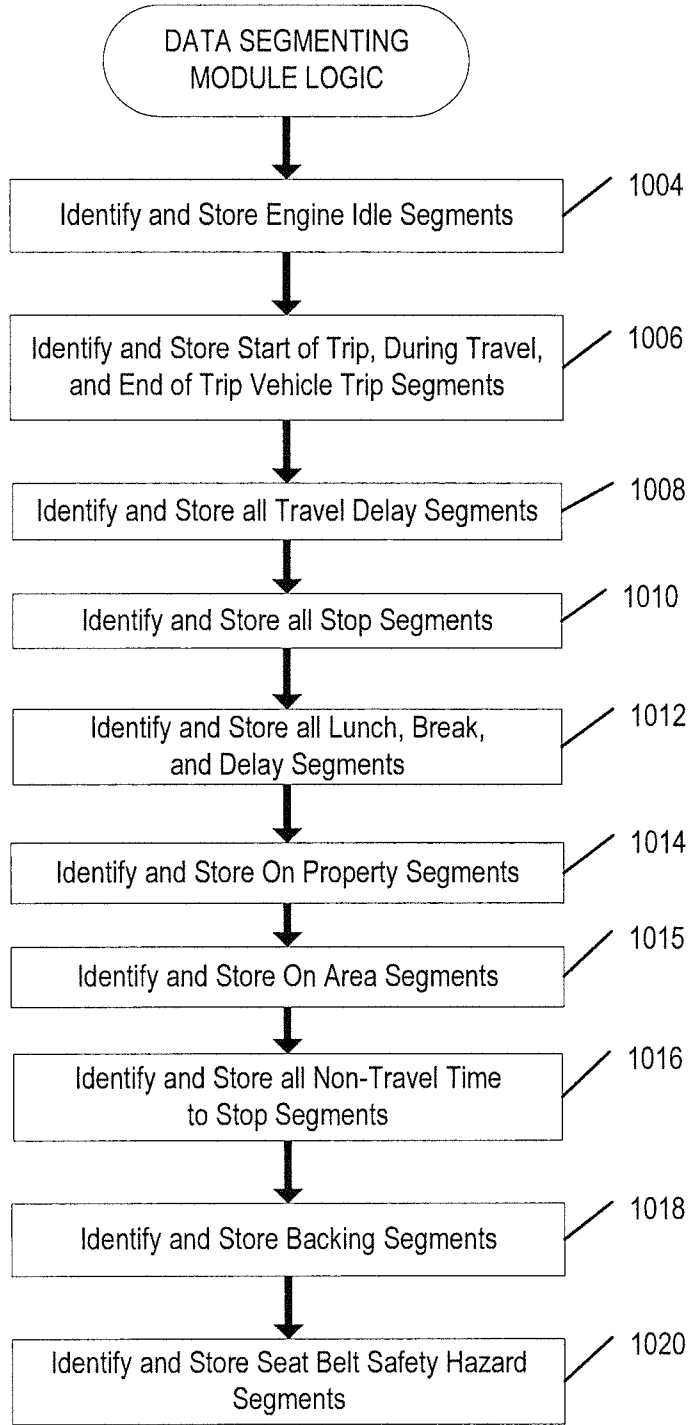 DATA SEGMENTING
MODULE LOGIC
Identify and Store Engine Idle Segments
1004
Identify and Store Start of Trip, During Travel,
and End of Trip Vehicle Trip Segments
1006
Identify and Store all Travel Delay Segments
1008
Identify and Store all Stop Segments
1010
Identify and Store all Lunch, Break,
and Delay Segments
1012
Identify and Store On Property Segments
1014
Identify and Store On Area Segments
1015
Identify and Store all Non-Travel Time
to Stop Segments
1016
Identify and Store Backing Segments
1018
Identify and Store Seat Belt Safety Hazard
Segments
1020